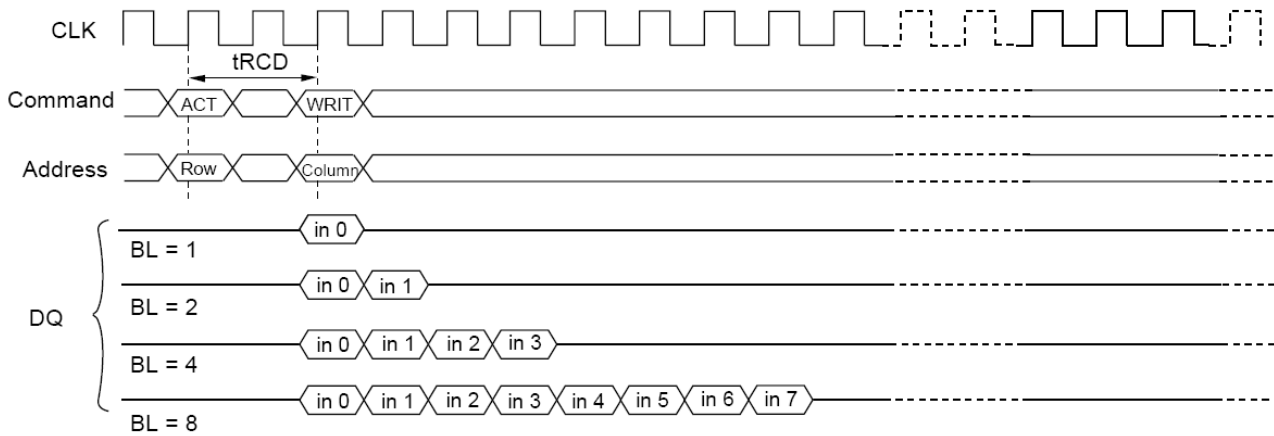 CLK
tRCD
Command ACT WRIT
Address Row Column
DQ
in 0
BL = 1
in 0 in 1
BL = 2
in 0 in 1 in 2 in 3
BL = 4
in 0 in 1 in 2 in 3 in 4 in 5 in 6 in 7
BL = 8